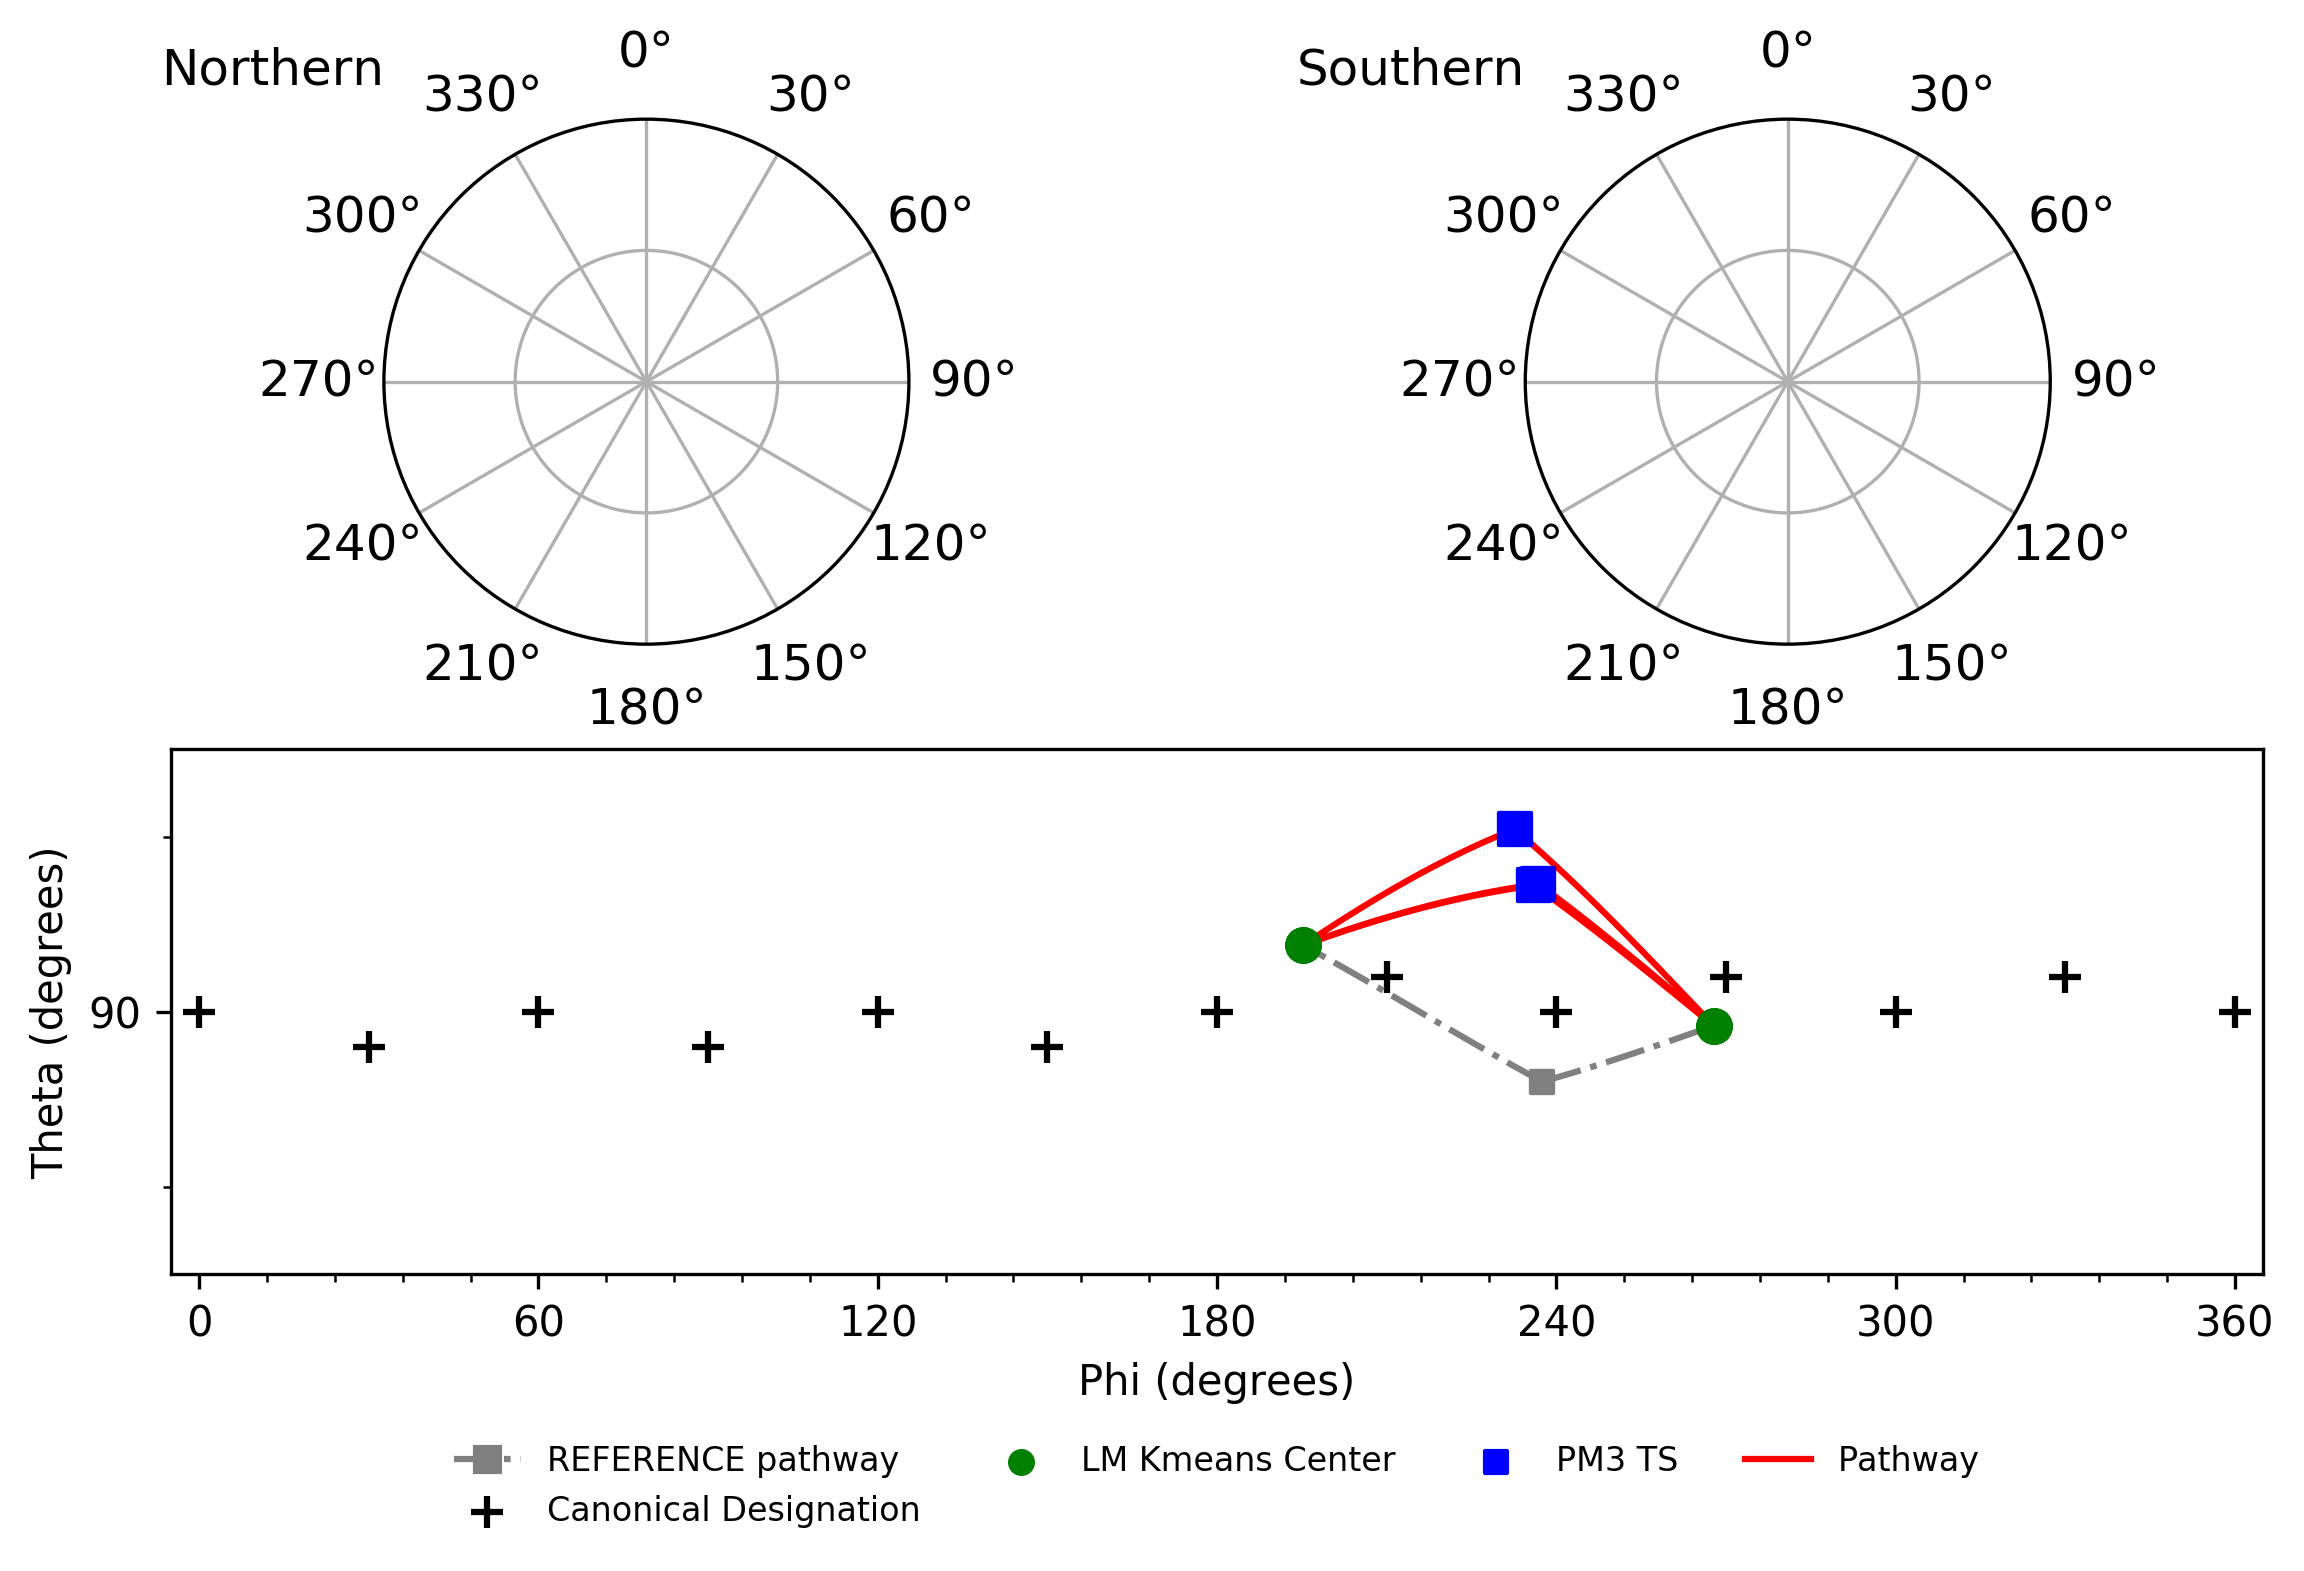 Northern
0°
330°
30°
300°
60°
270°
90°
240°
120°
210°
150°
180°
Southern
0°
330°
30°
300°
60°
270°
90°
240°
120°
210°
150°
180°
Theta (degrees)
90
0 60 120 180 240 300 360
Phi (degrees)
REFERENCE pathway
Canonical Designation
LM Kmeans Center
PM3 TS
Pathway